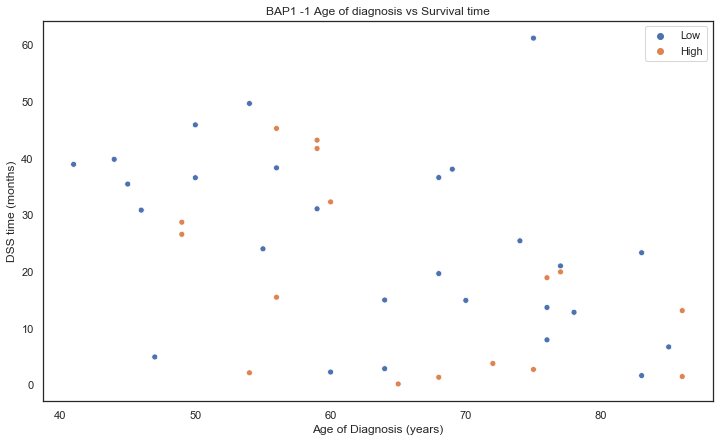 BAP1 -1 Age of diagnosis vs Survival time
Low
High
60
50
40
30
20
10
0
DSS time (months)
40 50 60 70 80
Age of Diagnosis (years)